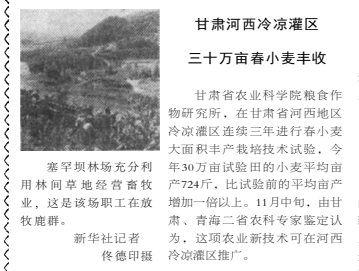 甘肃河西冷凉灌区
三十万亩春小麦丰收
甘肃省农业科学院粮食作
物研究所，在甘肃省河西地区
冷凉灌区连续三年进行春小麦
大面积丰产栽培技术试验，今
年30万亩试验田的小麦平均亩
产724斤，比试验前的平均亩产
增加一倍以上。11月中旬，由甘
肃、青海二省农科专家鉴定认
为，这项农业新技术可在河西
冷凉灌区推广。
塞罕坝林场充分利
用林间草地经营畜牧
业，这是该场职工在放
牧鹿群。
新华社记者
佟德印摄